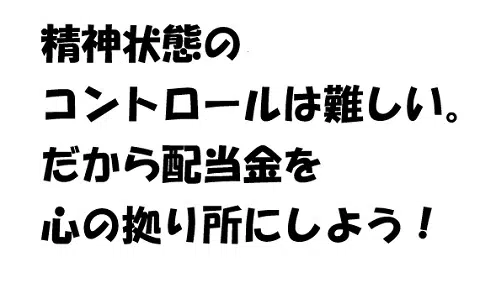 精神状態の
コントロールは難しい。
だから配当金を
心の拠り所にしよう！